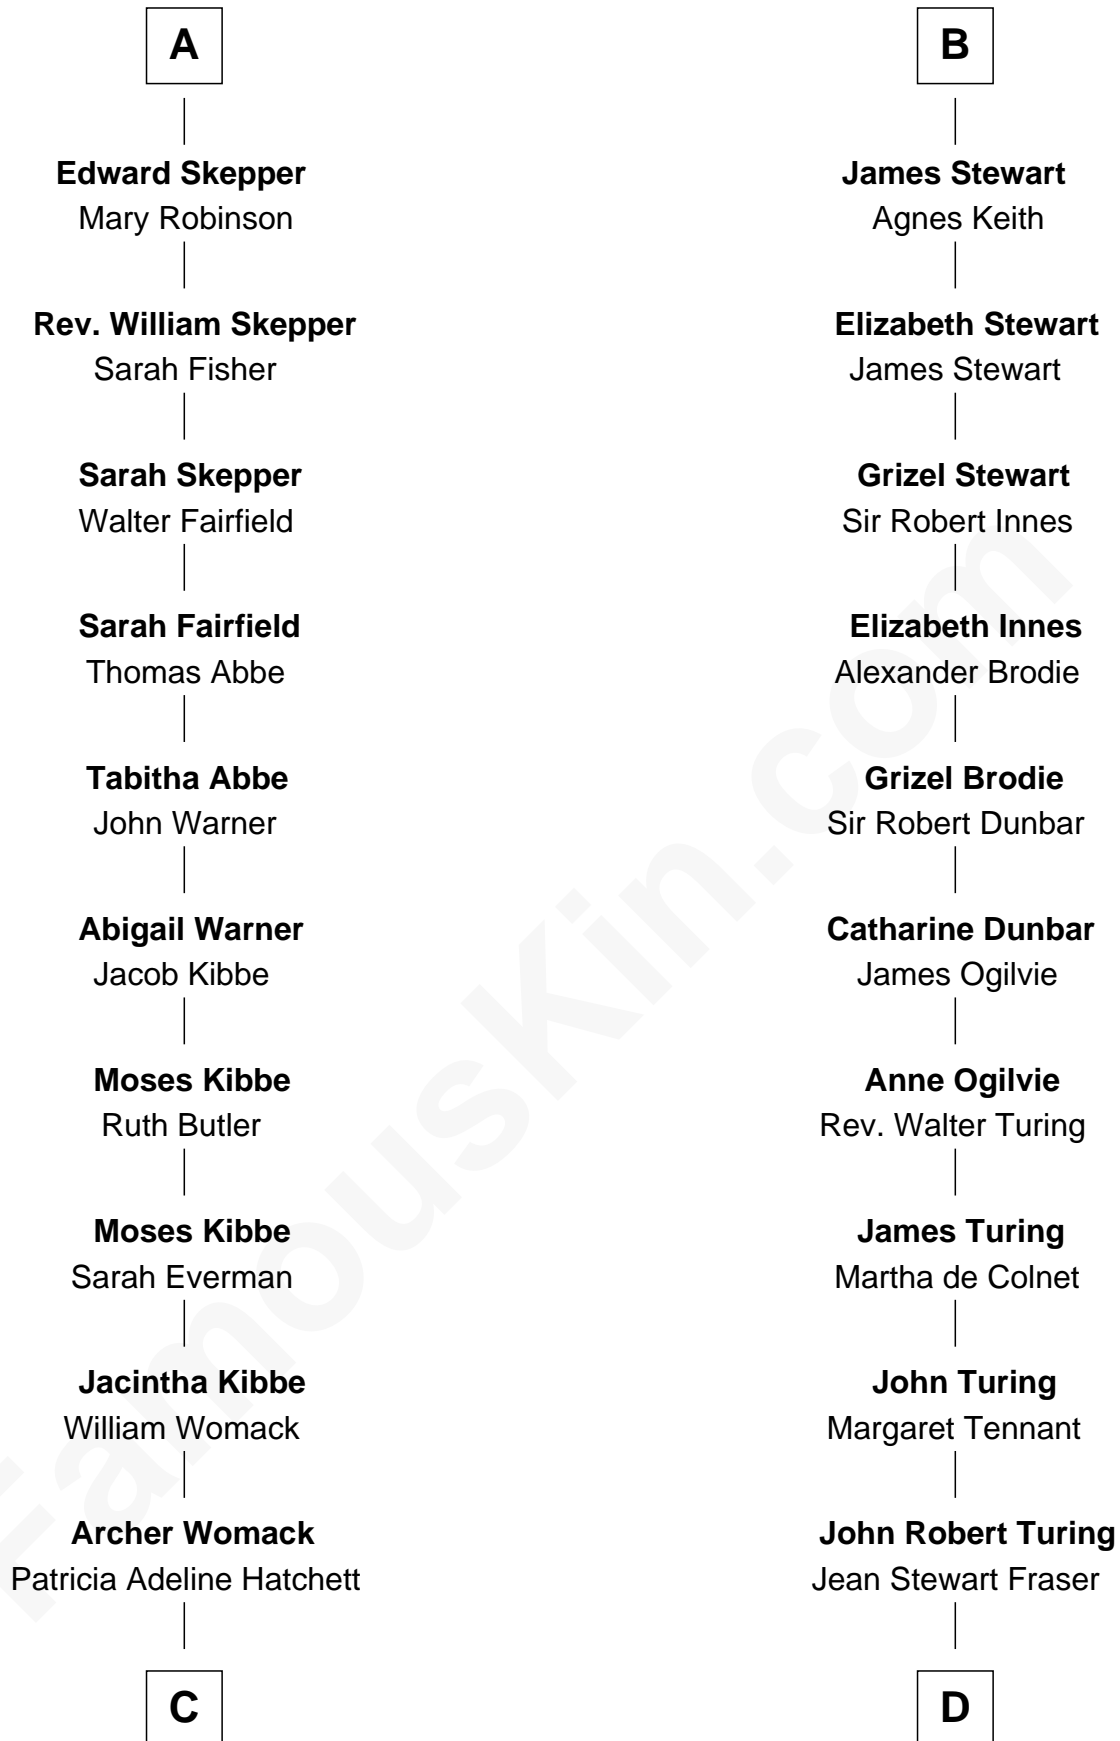 A
Edward Skepper
Mary Robinson
Rev. William Skepper
Sarah Fisher
Sarah Skepper
Walter Fairfield
Sarah Fairfield
Thomas Abbe
Tabitha Abbe
John Warner
Abigail Warner
Jacob Kibbe
Moses Kibbe
Ruth Butler
Moses Kibbe
Sarah Everman
Jacintha Kibbe
William Womack
Archer Womack
Patricia Adeline Hatchett
C
B
James Stewart
Agnes Keith
Elizabeth Stewart
James Stewart
Grizel Stewart
Sir Robert Innes
Elizabeth Innes
Alexander Brodie
Grizel Brodie
Sir Robert Dunbar
Catharine Dunbar
James Ogilvie
Anne Ogilvie
Rev. Walter Turing
James Turing
Martha de Colnet
John Turing
Margaret Tennant
John Robert Turing
Jean Stewart Fraser
D
FamousKin.com